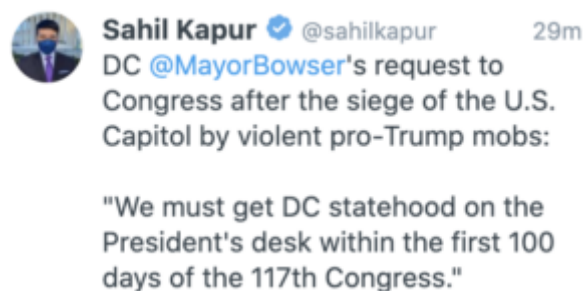 Sahil Kapur @sahilkapur 29m
DC @MayorBowser's request to
Congress after the siege of the U.S.
Capitol by violent pro-Trump mobs:
"We must get DC statehood on the
President's desk within the first 100
days of the 117th Congress."